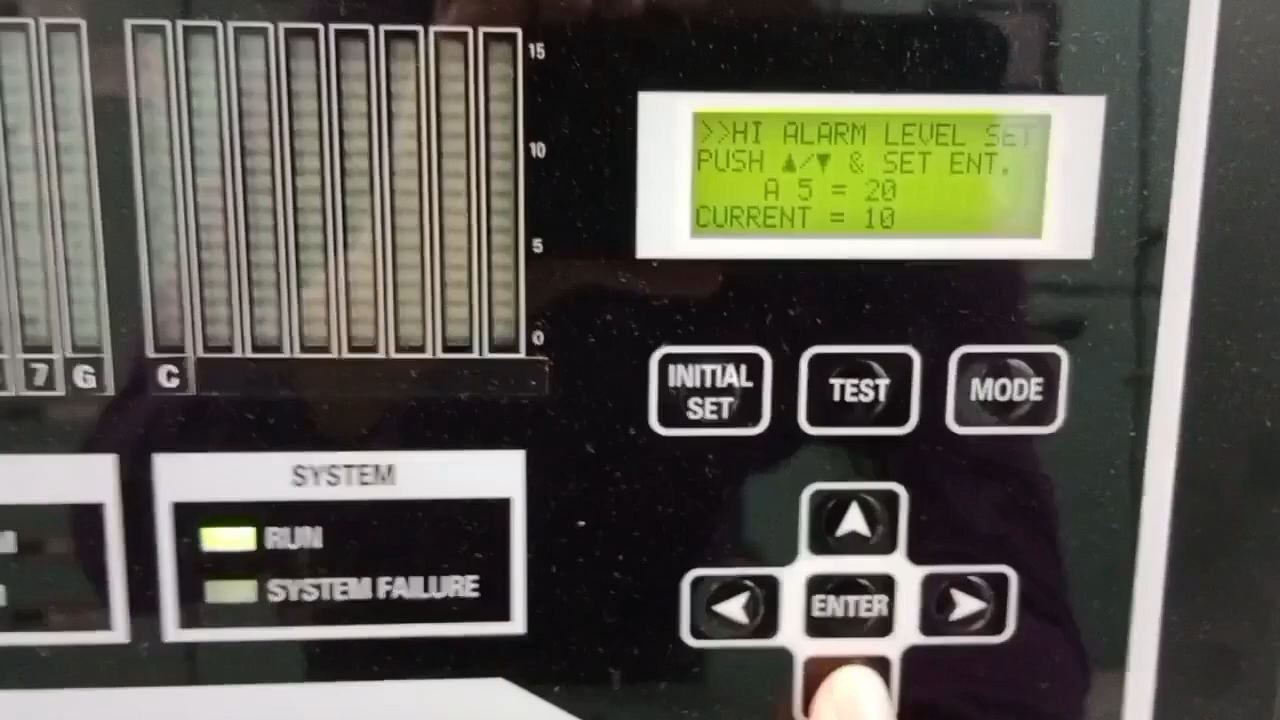 15
10
5
0
7 G
C
>>HI ALARM LEVEL SET
PUSH ▲/▼ & SET ENT.
A 5 = 20
CURRENT = 10
INITIAL
SET
TEST
MODE
SYSTEM
RUN
SYSTEM FAILURE
ENTER